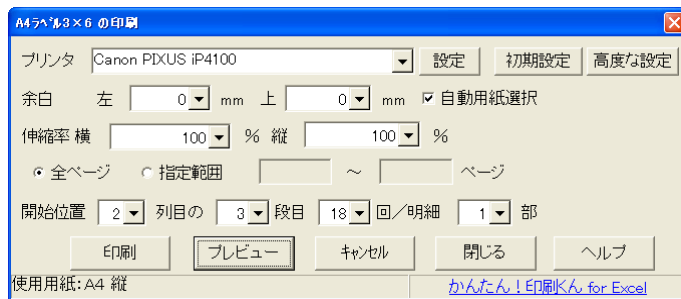 A4ﾗﾍﾞﾙ3×6 の印刷
プリンタ Canon PIXUS iP4100 設定 初期設定 高度な設定
余白 左 0 mm 上 0 mm 自動用紙選択
伸縮率 横 100 % 縦 100 %
全ページ 指定範囲 ～ ページ
開始位置 2 列目の 3 段目 18 回／明細 1 部
印刷 プレビュー ｷｬﾝｾﾙ 閉じる ヘルプ
使用用紙:A4 縦 かんたん！印刷くん for Excel